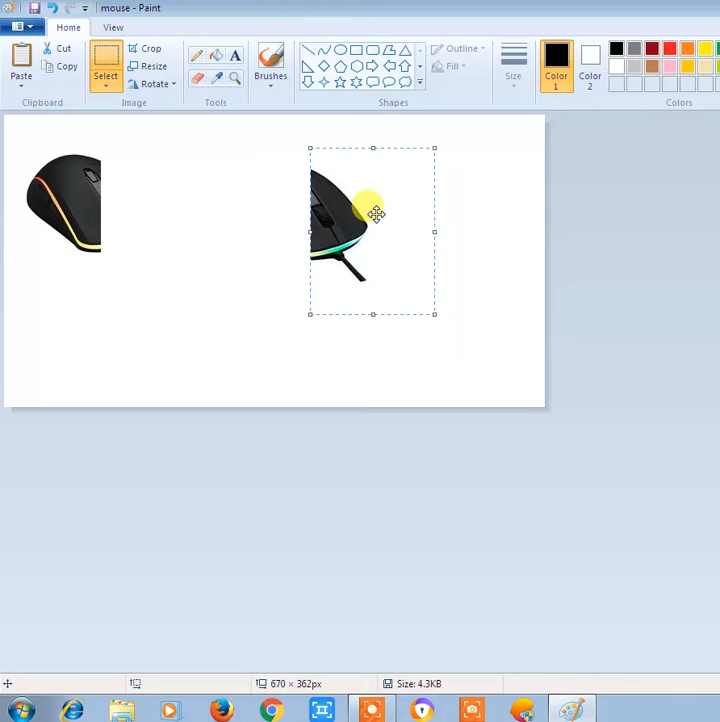 mouse - Paint
Home
View
Paste
Cut
Copy
Clipboard
Select
Crop
Resize
Rotate
Image
A
Tools
Brushes
Outline
Fill
Shapes
Size
Color
1
Color
2
Colors
670 × 362px
Size: 4.3KB